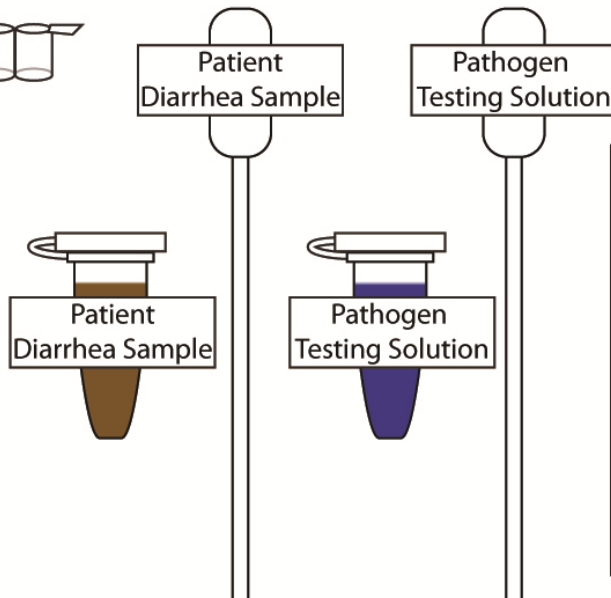 Patient
Diarrhea Sample
Pathogen
Testing Solution
Patient
Diarrhea Sample
Pathogen
Testing Solution